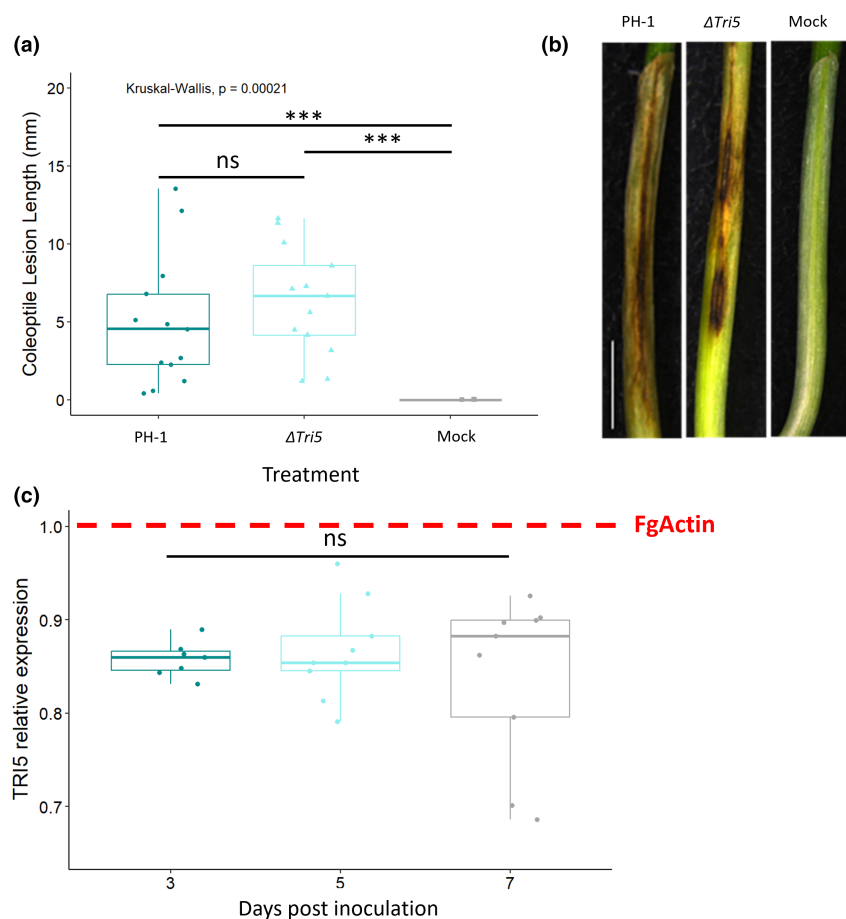 (a)
Kruskal-Wallis, p = 0.00021
***
***
ns
Coleoptile Lesion Length (mm)
20
15
10
5
0
PH-1
ΔTri5
Mock
Treatment
(b)
PH-1
ΔTri5
Mock
(c)
FgActin
ns
TRI5 relative expression
1.0
0.9
0.8
0.7
3
5
7
Days post inoculation